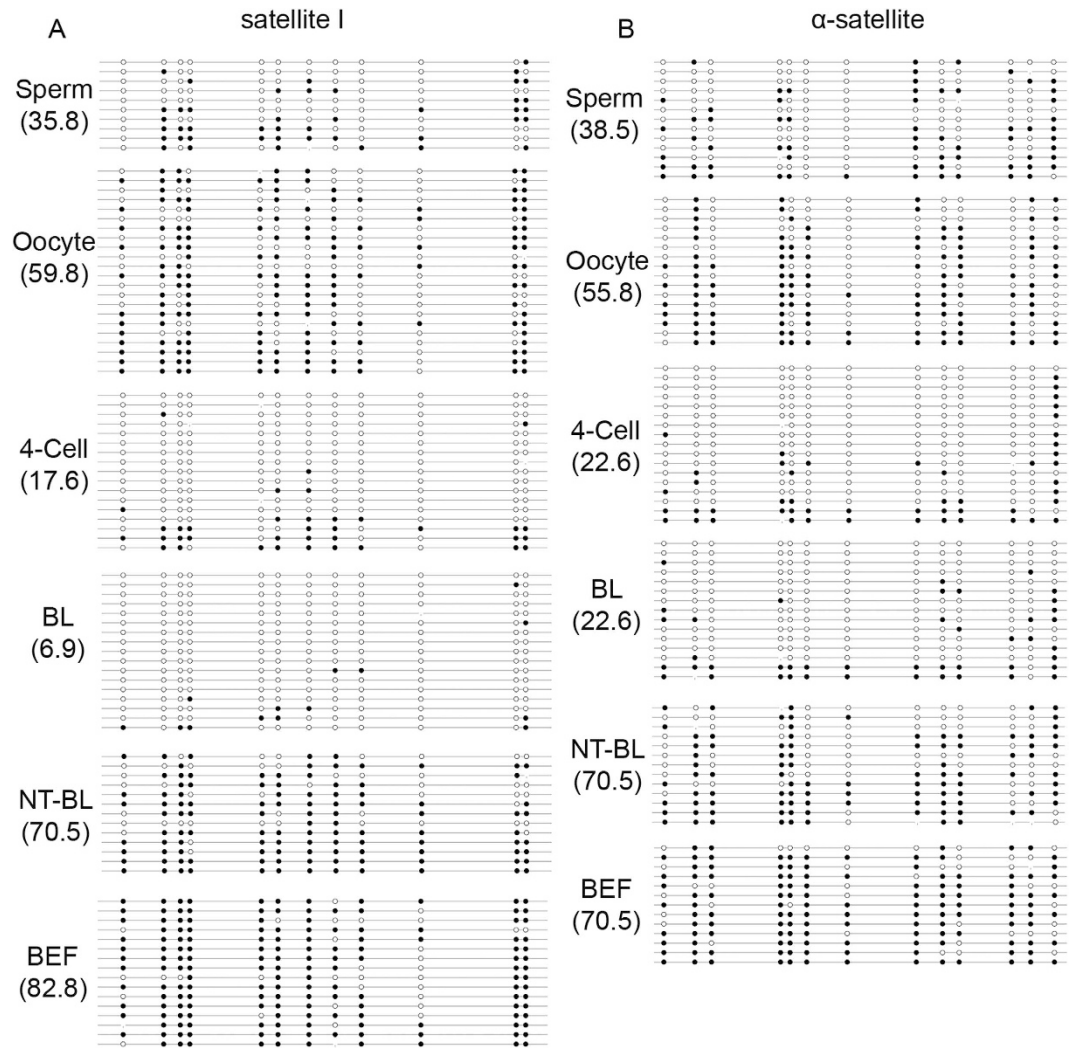 A
satellite I
Sperm
(35.8)
Oocyte
(59.8)
4-Cell
(17.6)
BL
(6.9)
NT-BL
(70.5)
BEF
(82.8)
B
α-satellite
Sperm
(38.5)
Oocyte
(55.8)
4-Cell
(22.6)
BL
(22.6)
NT-BL
(70.5)
BEF
(70.5)